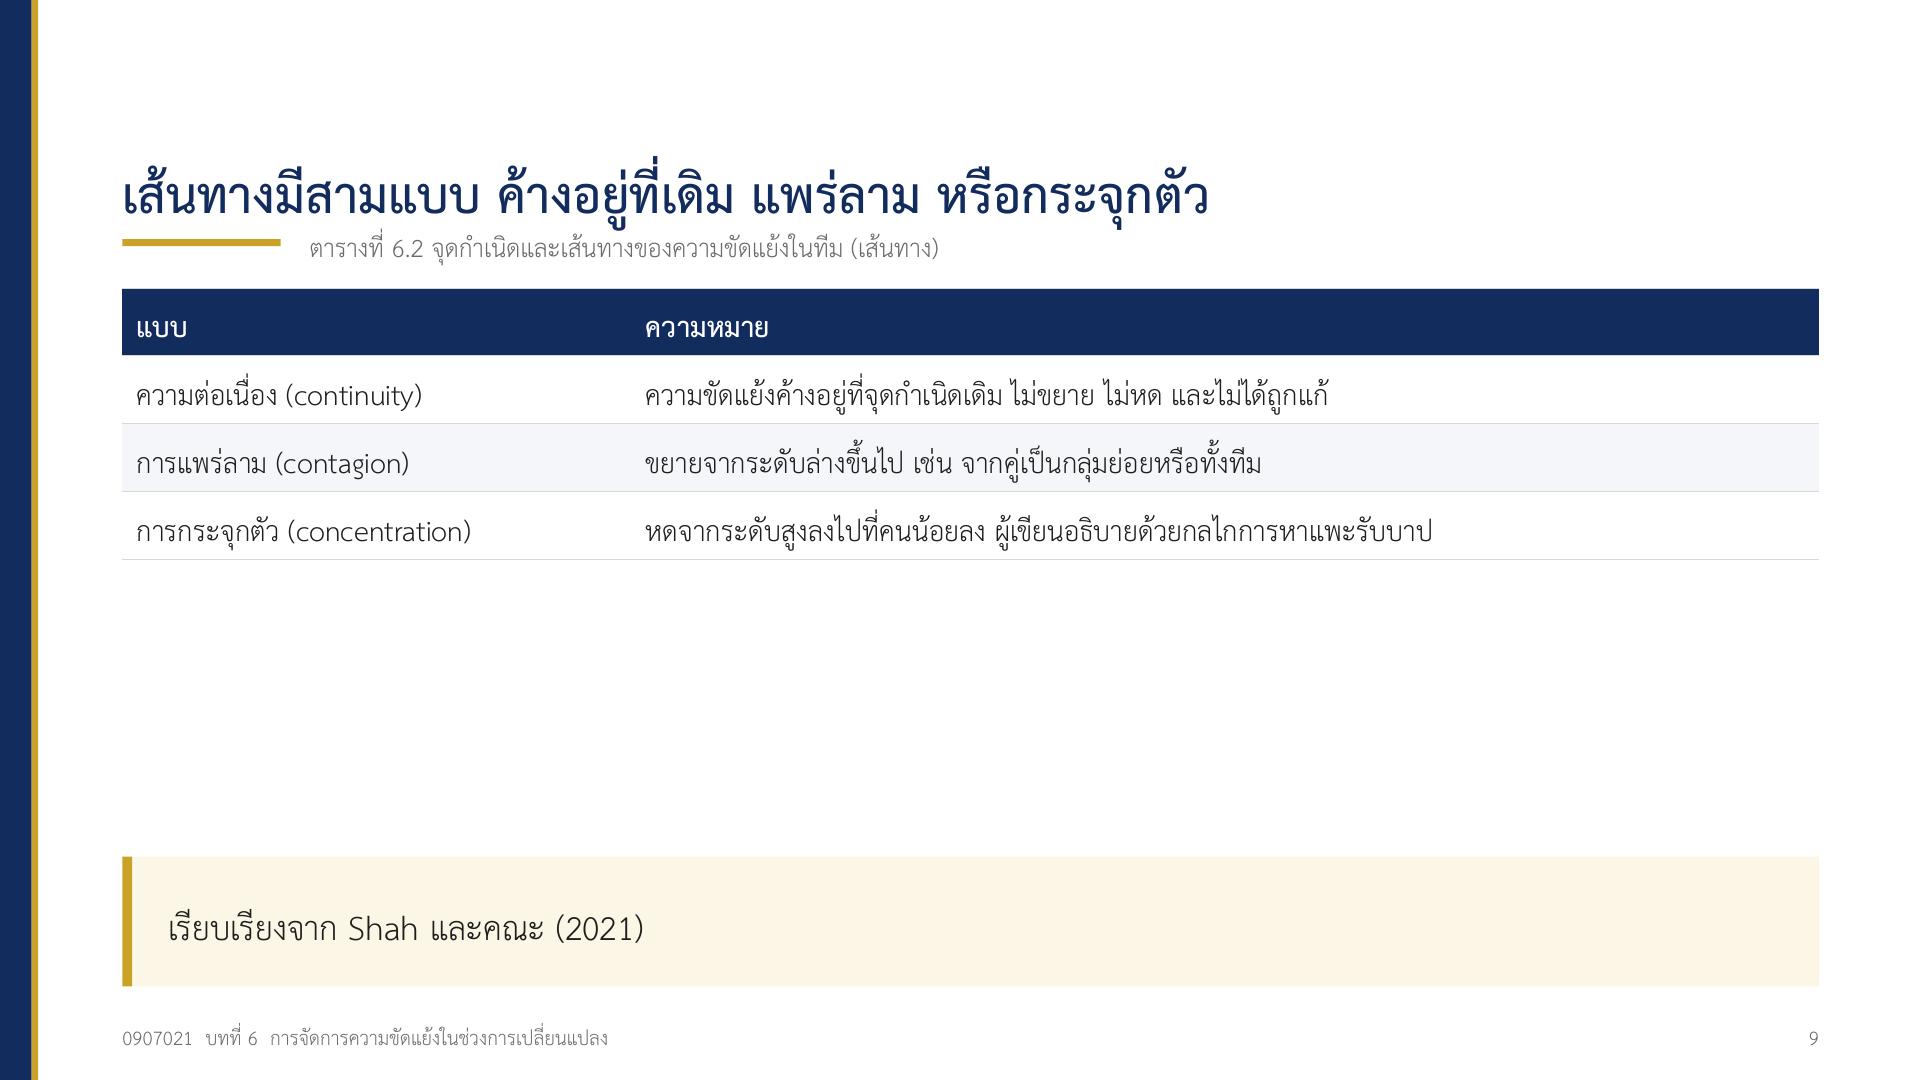 เส้นทางมีสามแบบ ค้างอยู่ที่เดิม แพร่ลาม หรือกระจุกตัว
ตารางที่ 6.2 จุดกำเนิดและเส้นทางของความขัดแย้งในทีม (เส้นทาง)
แบบ ความหมาย
ความต่อเนื่อง (continuity) ความขัดแย้งค้างอยู่ที่จุดกำเนิดเดิม ไม่ขยาย ไม่หด และไม่ได้ถูกแก้
การแพร่ลาม (contagion) ขยายจากระดับล่างขึ้นไป เช่น จากคู่เป็นกลุ่มย่อยหรือทั้งทีม
การกระจุกตัว (concentration) หดจากระดับสูงลงไปที่คนน้อยลง ผู้เขียนอธิบายด้วยกลไกการหาแพะรับบาป
เรียบเรียงจาก Shah และคณะ (2021)
0907021 บทที่ 6 การจัดการความขัดแย้งในช่วงการเปลี่ยนแปลง 9